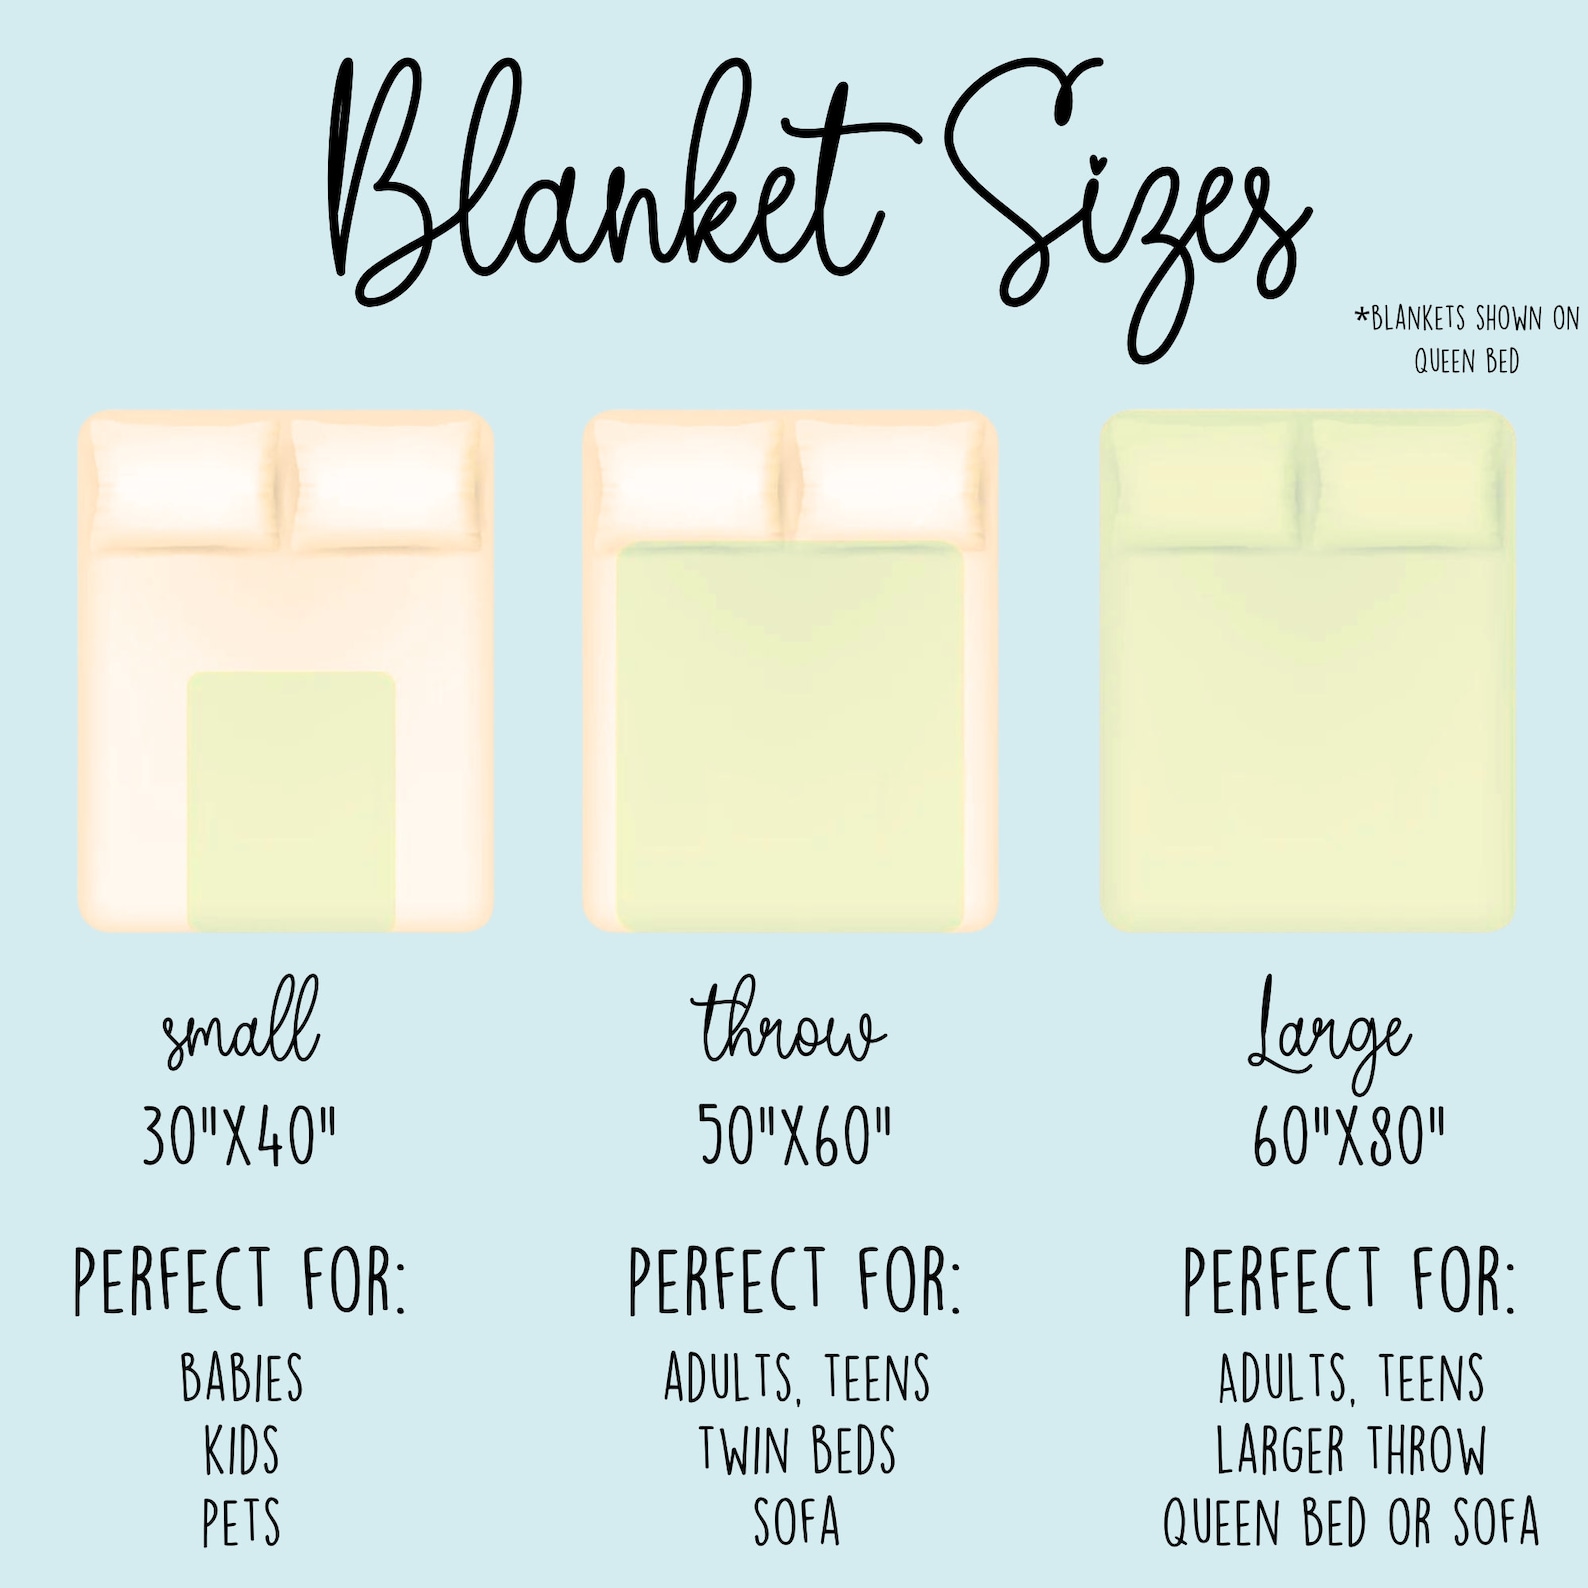 Blanket Sizes
*BLANKETS SHOWN ON
QUEEN BED
small
30"X40"
PERFECT FOR:
BABIES
KIDS
PETS
throw
50"X60"
PERFECT FOR:
ADULTS, TEENS
TWIN BEDS
SOFA
Large
60"X80"
PERFECT FOR:
ADULTS, TEENS
LARGER THROW
QUEEN BED OR SOFA